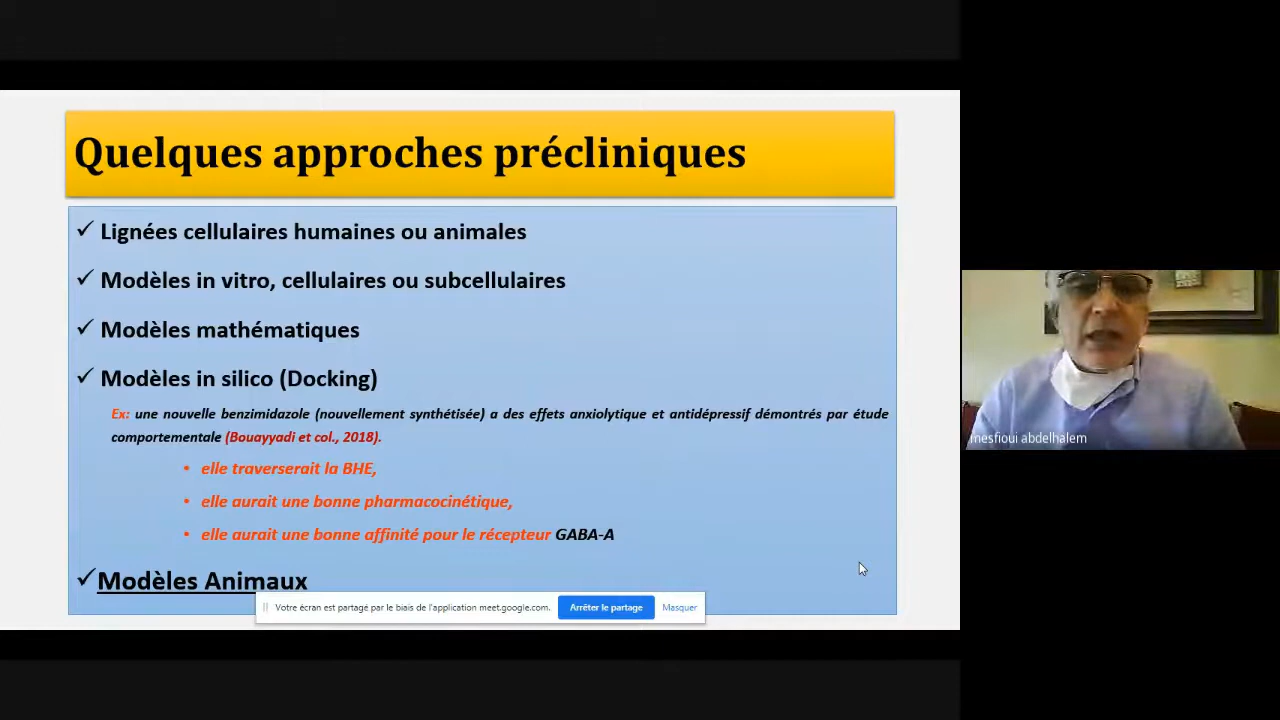 Quelques approches précliniques
✓ Lignées cellulaires humaines ou animales
✓ Modèles in vitro, cellulaires ou subcellulaires
✓ Modèles mathématiques
✓ Modèles in silico (Docking)
Ex: une nouvelle benzimidazole (nouvellement synthétisée) a des effets anxiolytique et antidépressif démontrés par étude
comportementale (Bouayyadi et col., 2018).
• elle traverserait la BHE,
• elle aurait une bonne pharmacocinétique,
• elle aurait une bonne affinité pour le récepteur GABA-A
✓Modèles Animaux
Votre écran est partagé par le biais de l'application meet.google.com. Arrêter le partage Masquer
mesfioui abdelhalem